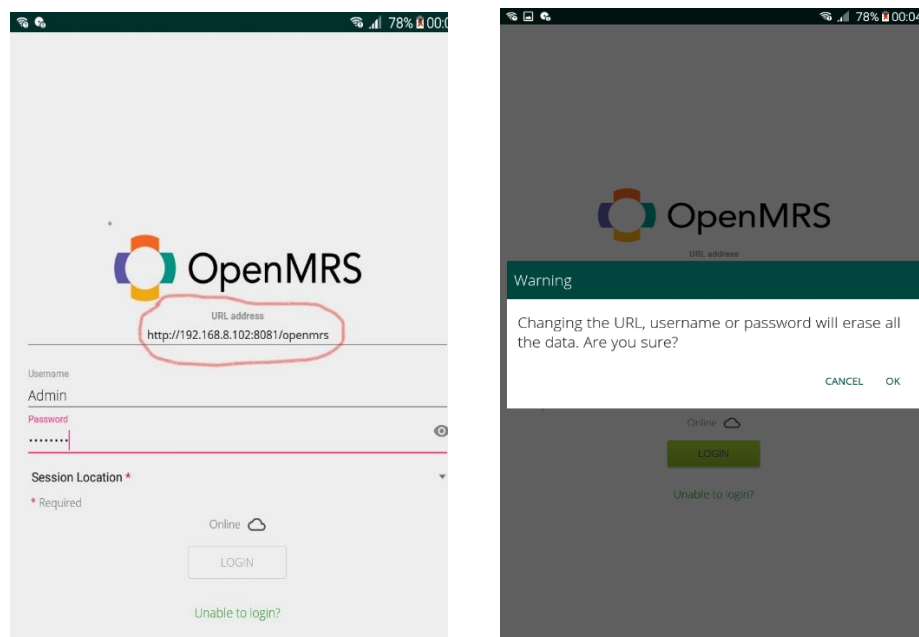 78% 00:0
OpenMRS
URL address
http://192.168.8.102:8081/openmrs
Username
Admin
Password
••••••••
Session Location *
* Required
Online
LOGIN
Unable to login?
78% 00:04
OpenMRS
URL address
Warning
Changing the URL, username or password will erase all
the data. Are you sure?
CANCEL OK
Online
LOGIN
Unable to login?